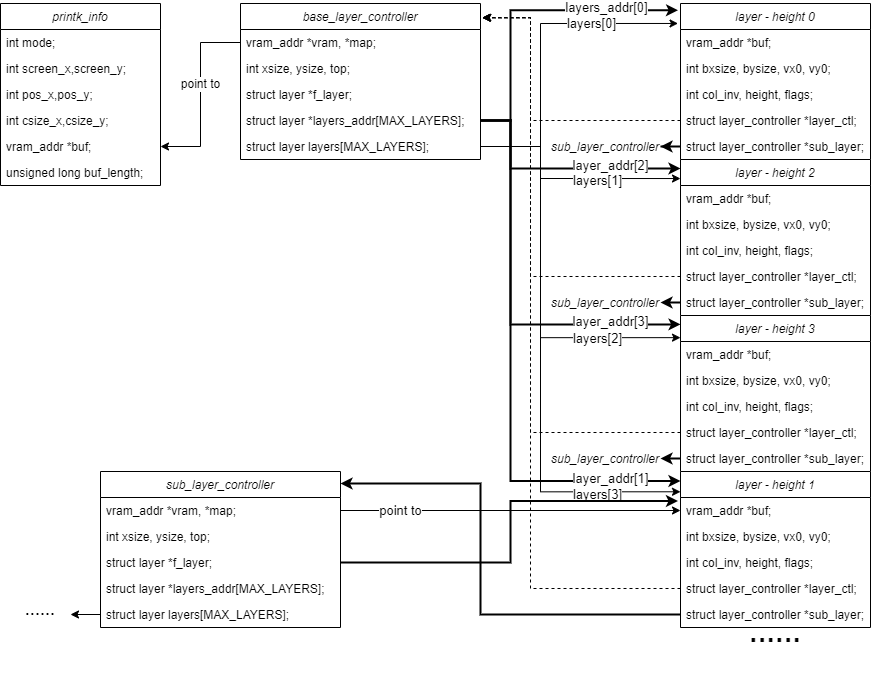 printk_info
int mode;
int screen_x,screen_y;
int pos_x,pos_y;
int csize_x,csize_y;
vram_addr *buf;
unsigned long buf_length;
point to
base_layer_controller
vram_addr *vram, *map;
int xsize, ysize, top;
struct layer *f_layer;
struct layer *layers_addr[MAX_LAYERS];
struct layer layers[MAX_LAYERS];
layers_addr[0]
layers[0]
layer - height 0
vram_addr *buf;
int bxsize, bysize, vx0, vy0;
int col_inv, height, flags;
struct layer_controller *layer_ctl;
struct layer_controller *sub_layer;
sub_layer_controller
layer_addr[2]
layers[1]
layer - height 2
vram_addr *buf;
int bxsize, bysize, vx0, vy0;
int col_inv, height, flags;
struct layer_controller *layer_ctl;
struct layer_controller *sub_layer;
sub_layer_controller
layer_addr[3]
layers[2]
layer - height 3
vram_addr *buf;
int bxsize, bysize, vx0, vy0;
int col_inv, height, flags;
struct layer_controller *layer_ctl;
struct layer_controller *sub_layer;
sub_layer_controller
layer_addr[1]
layers[3]
layer - height 1
vram_addr *buf;
int bxsize, bysize, vx0, vy0;
int col_inv, height, flags;
struct layer_controller *layer_ctl;
struct layer_controller *sub_layer;
......
sub_layer_controller
vram_addr *vram, *map;
int xsize, ysize, top;
struct layer *f_layer;
struct layer *layers_addr[MAX_LAYERS];
struct layer layers[MAX_LAYERS];
point to
......